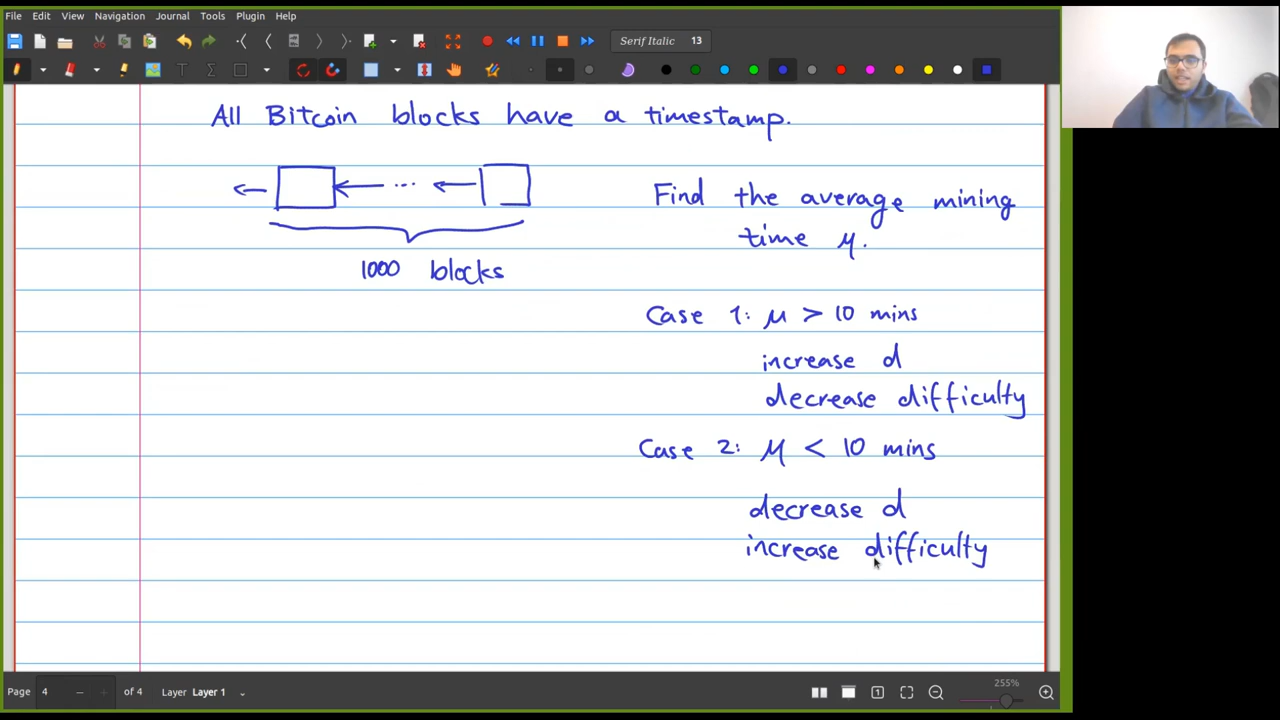 File Edit View Navigation Journal Tools Plugin Help
Serif Italic 13
All Bitcoin blocks have a timestamp.
1000 blocks
Find the average mining
time μ.
Case 1: μ > 10 mins
increase d
decrease difficulty
Case 2: μ < 10 mins
decrease d
increase difficulty
Page 4 of 4 Layer Layer 1
255%